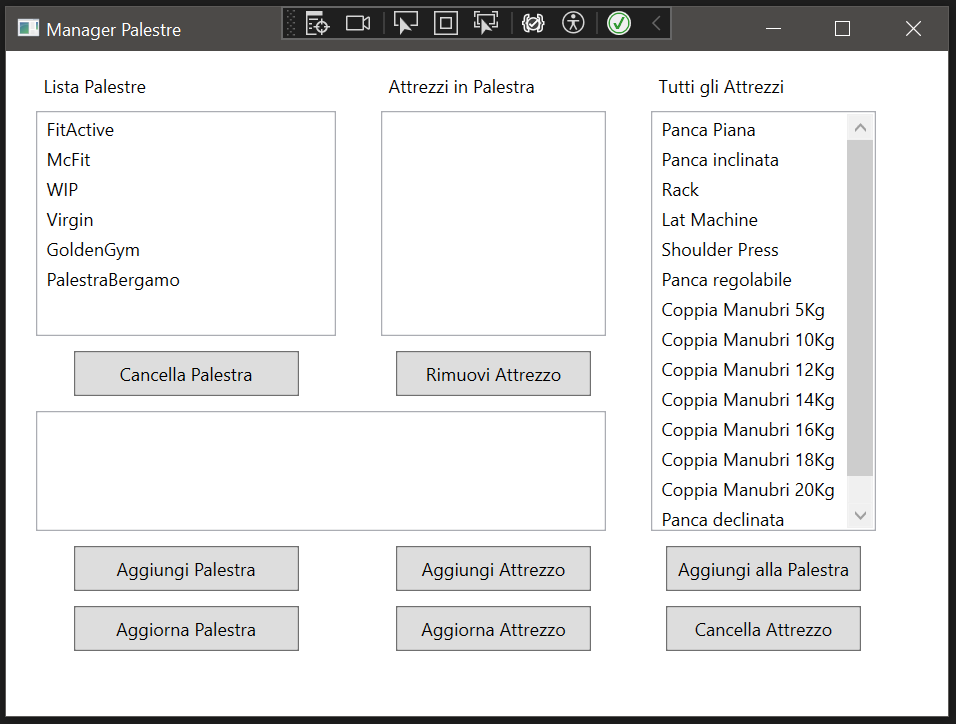 Manager Palestre
Lista Palestre
FitActive
McFit
WIP
Virgin
GoldenGym
PalestraBergamo
Cancella Palestra
Attrezzi in Palestra
Rimuovi Attrezzo
Tutti gli Attrezzi
Panca Piana
Panca inclinata
Rack
Lat Machine
Shoulder Press
Panca regolabile
Coppia Manubri 5Kg
Coppia Manubri 10Kg
Coppia Manubri 12Kg
Coppia Manubri 14Kg
Coppia Manubri 16Kg
Coppia Manubri 18Kg
Coppia Manubri 20Kg
Panca declinata
Aggiungi Palestra
Aggiungi Attrezzo
Aggiungi alla Palestra
Aggiorna Palestra
Aggiorna Attrezzo
Cancella Attrezzo